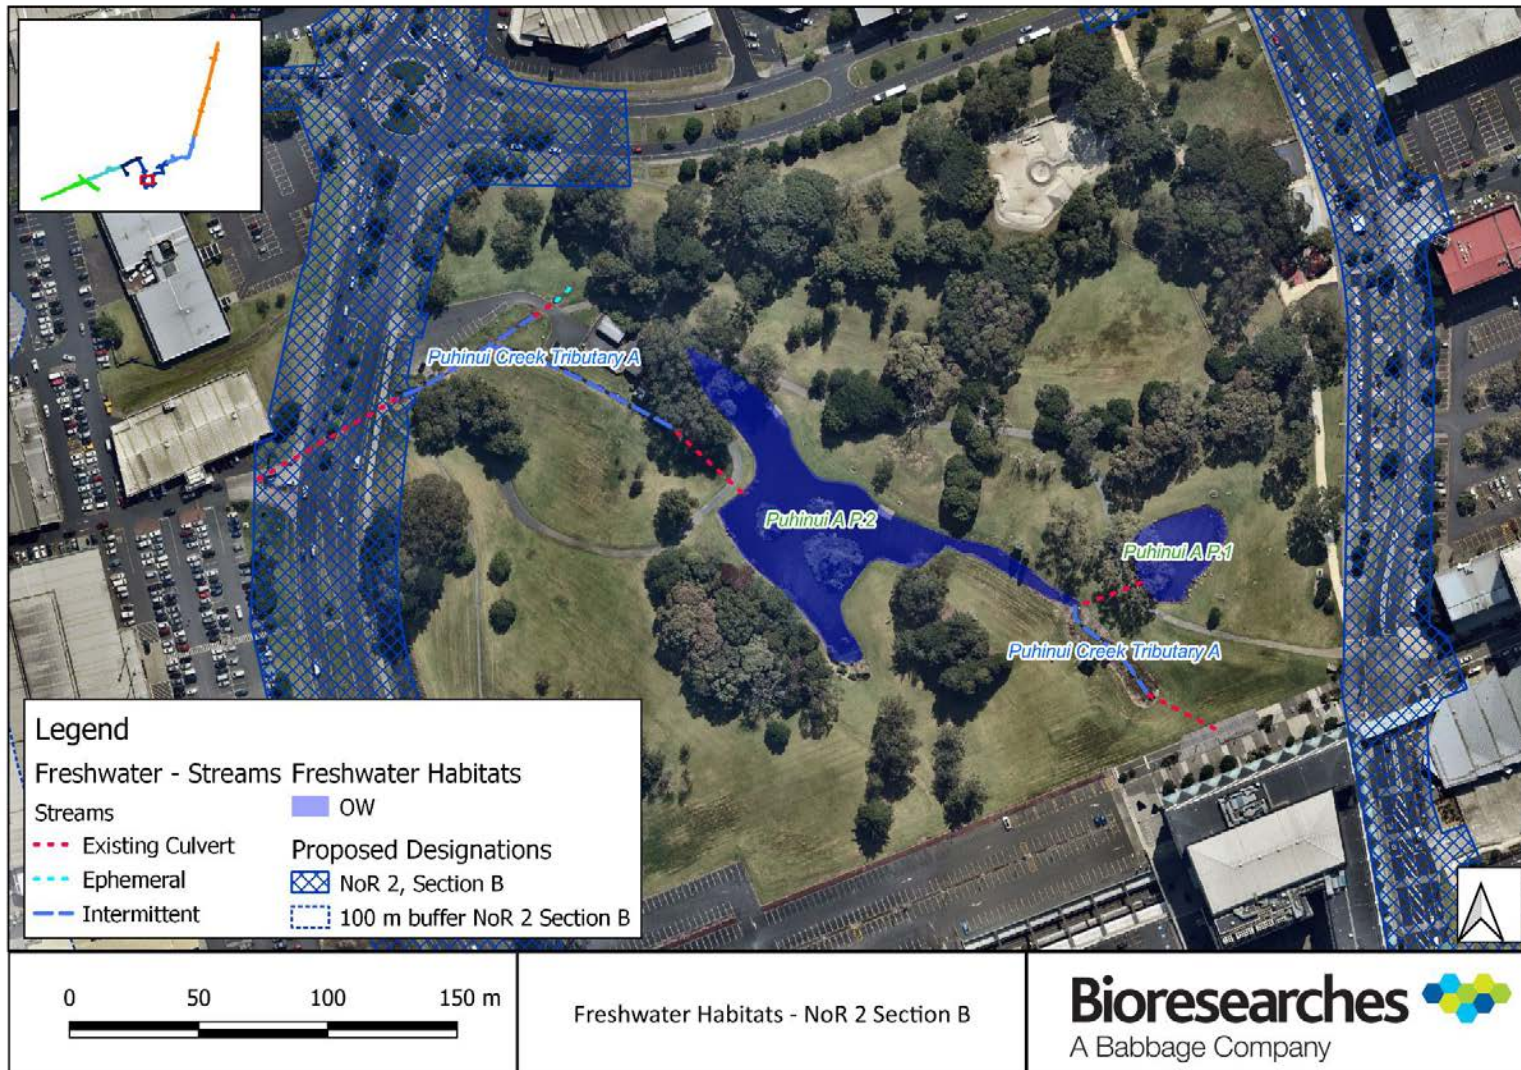 Puhinui Creek Tributary A
Puhinui A P.2
Puhinui A P.1
Puhinui Creek Tributary A
Legend
Freshwater - Streams
Streams
Existing Culvert
Ephemeral
Intermittent
Freshwater Habitats
OW
Proposed Designations
NoR 2, Section B
100 m buffer NoR 2 Section B
0 50 100 150 m
Freshwater Habitats - NoR 2 Section B
Bioresearches
A Babbage Company